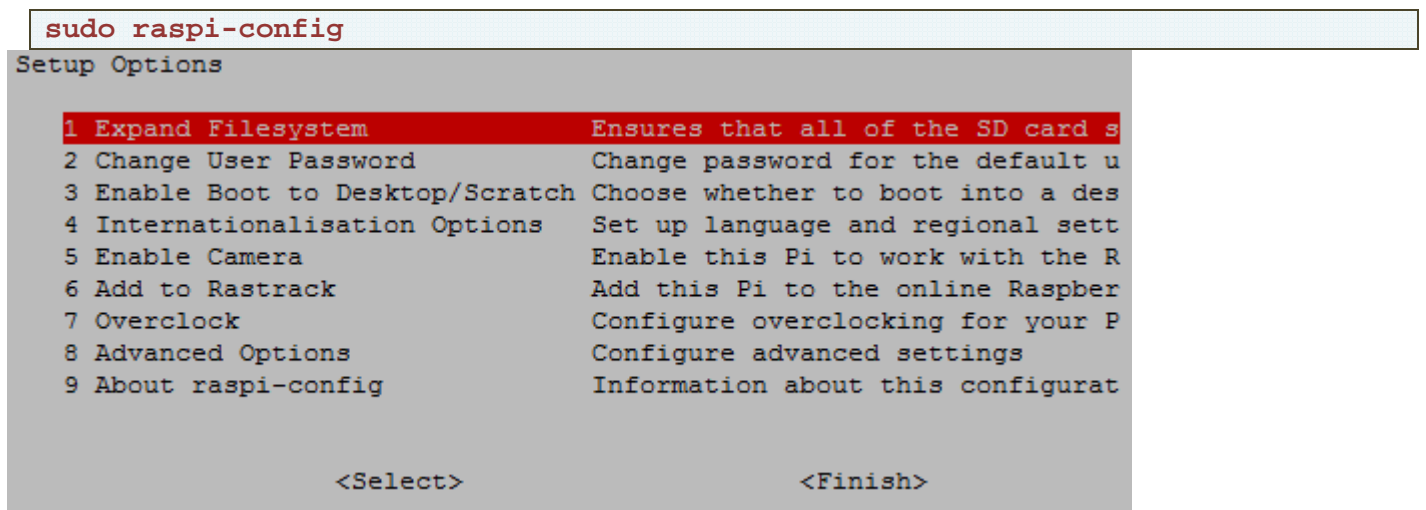 sudo raspi-config
Setup Options
1 Expand Filesystem Ensures that all of the SD card s
2 Change User Password Change password for the default u
3 Enable Boot to Desktop/Scratch Choose whether to boot into a des
4 Internationalisation Options Set up language and regional sett
5 Enable Camera Enable this Pi to work with the R
6 Add to Rastrack Add this Pi to the online Raspber
7 Overclock Configure overclocking for your P
8 Advanced Options Configure advanced settings
9 About raspi-config Information about this configurat
<Select> <Finish>